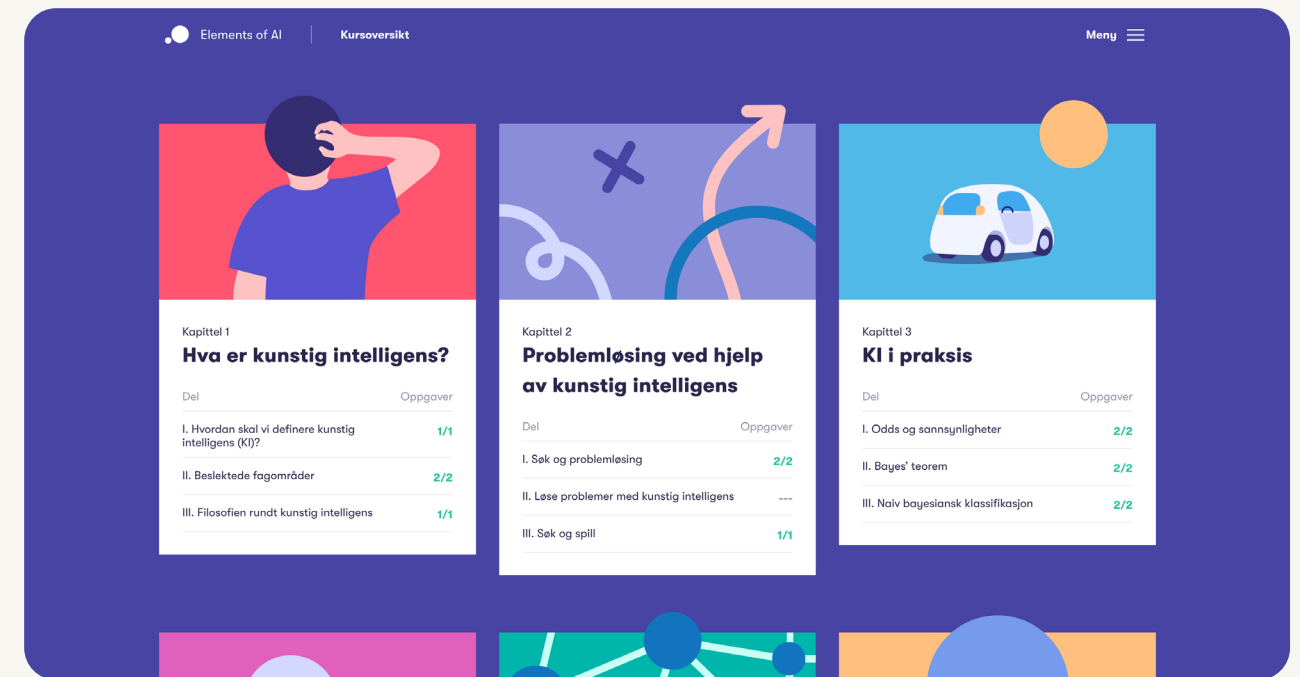 Elements of AI
Kursoversikt
Meny
Kapittel 1
Hva er kunstig intelligens?
Del Oppgaver
I. Hvordan skal vi definere kunstig
intelligens (KI)? 1/1
II. Beslektede fagområder 2/2
III. Filosofien rundt kunstig intelligens 1/1
Kapittel 2
Problemløsing ved hjelp
av kunstig intelligens
Del Oppgaver
I. Søk og problemløsing 2/2
II. Løse problemer med kunstig intelligens ---
III. Søk og spill 1/1
Kapittel 3
KI i praksis
Del Oppgaver
I. Odds og sannsynligheter 2/2
II. Bayes’ teorem 2/2
III. Naiv bayesiansk klassifikasjon 2/2